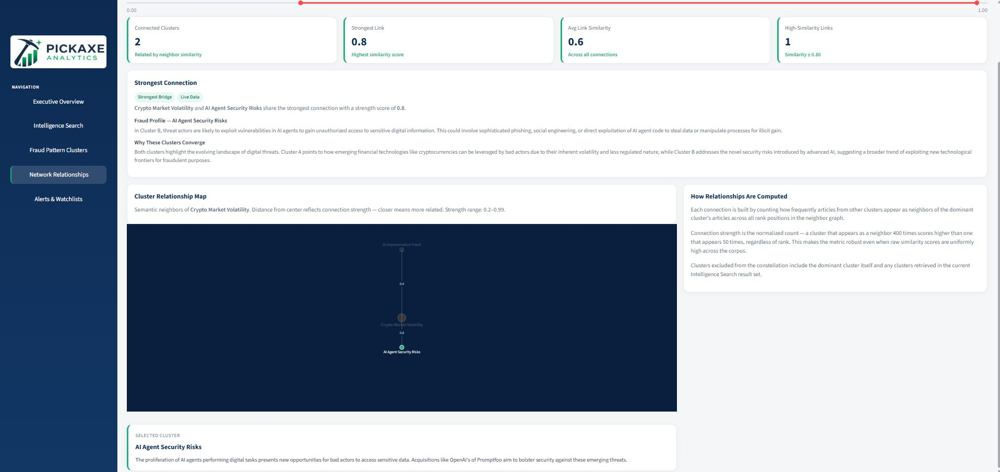 0.00
1.00
PICKAXE
ANALYTICS
NAVIGATION
Executive Overview
Intelligence Search
Fraud Pattern Clusters
Network Relationships
Alerts & Watchlists
Connected Clusters
2
Related by neighbor similarity
Strongest Link
0.8
Highest similarity score
Avg Link Similarity
0.6
Across all connections
High-Similarity Links
1
Similarity ≥ 0.80
Strongest Connection
Strongest Bridge
Live Data
Crypto Market Volatility and AI Agent Security Risks share the strongest connection with a strength score of 0.8.
Fraud Profile — AI Agent Security Risks
In Cluster B, threat actors are likely to exploit vulnerabilities in AI agents to gain unauthorized access to sensitive digital information. This could involve sophisticated phishing, social engineering, or direct exploitation of AI agent code to steal data or manipulate processes for illicit gain.
Why These Clusters Converge
Both clusters highlight the evolving landscape of digital threats. Cluster A points to how emerging financial technologies like cryptocurrencies can be leveraged by bad actors due to their inherent volatility and less regulated nature, while Cluster B addresses the novel security risks introduced by advanced AI, suggesting a broader trend of exploiting new technological
frontiers for fraudulent purposes.
Cluster Relationship Map
Semantic neighbors of Crypto Market Volatility. Distance from center reflects connection strength — closer means more related. Strength range: 0.2–0.99.
AI Impersonation Fraud
0.4
Crypto Market Volatility
0.8
AI Agent Security Risks
How Relationships Are Computed
Each connection is built by counting how frequently articles from other clusters appear as neighbors of the dominant
cluster's articles across all rank positions in the neighbor graph.
Connection strength is the normalized count — a cluster that appears as a neighbor 400 times scores higher than one
that appears 50 times, regardless of rank. This makes the metric robust even when raw similarity scores are uniformly
high across the corpus.
Clusters excluded from the constellation include the dominant cluster itself and any clusters retrieved in the current
Intelligence Search result set.
SELECTED CLUSTER
AI Agent Security Risks
The proliferation of AI agents performing digital tasks presents new opportunities for bad actors to access sensitive data. Acquisitions like OpenAI's of Promptfoo aim to bolster security against these emerging threats.